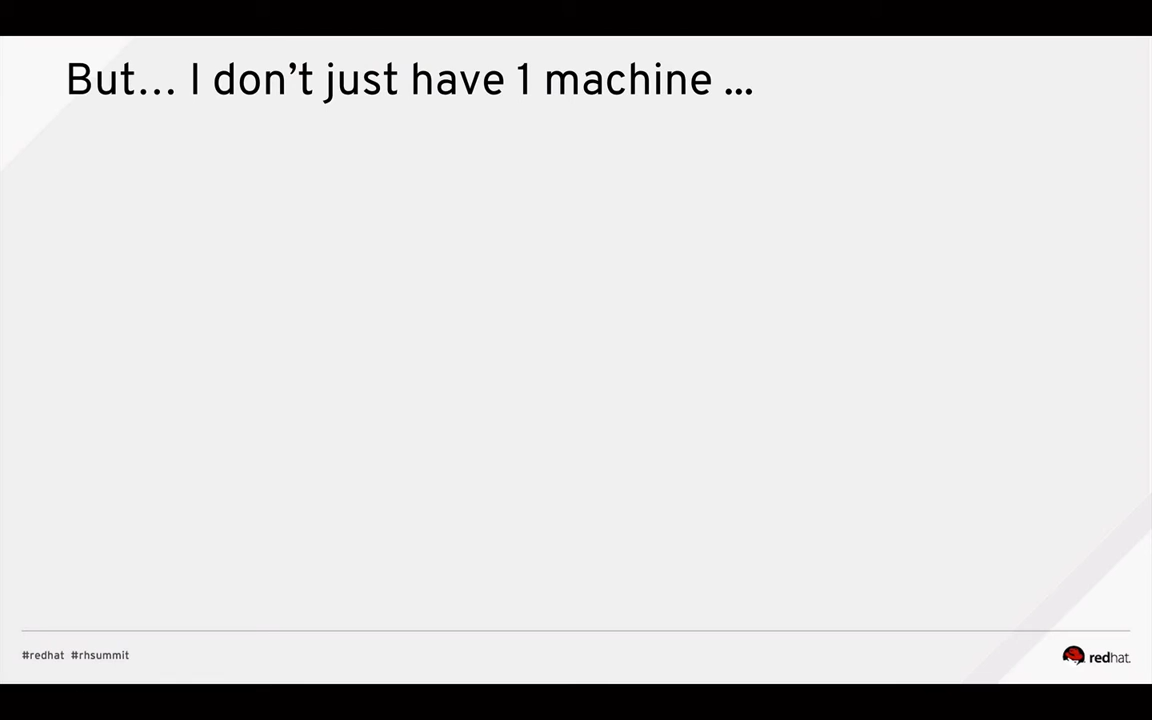 But… I don’t just have 1 machine ...
#redhat #rhsummit
redhat.